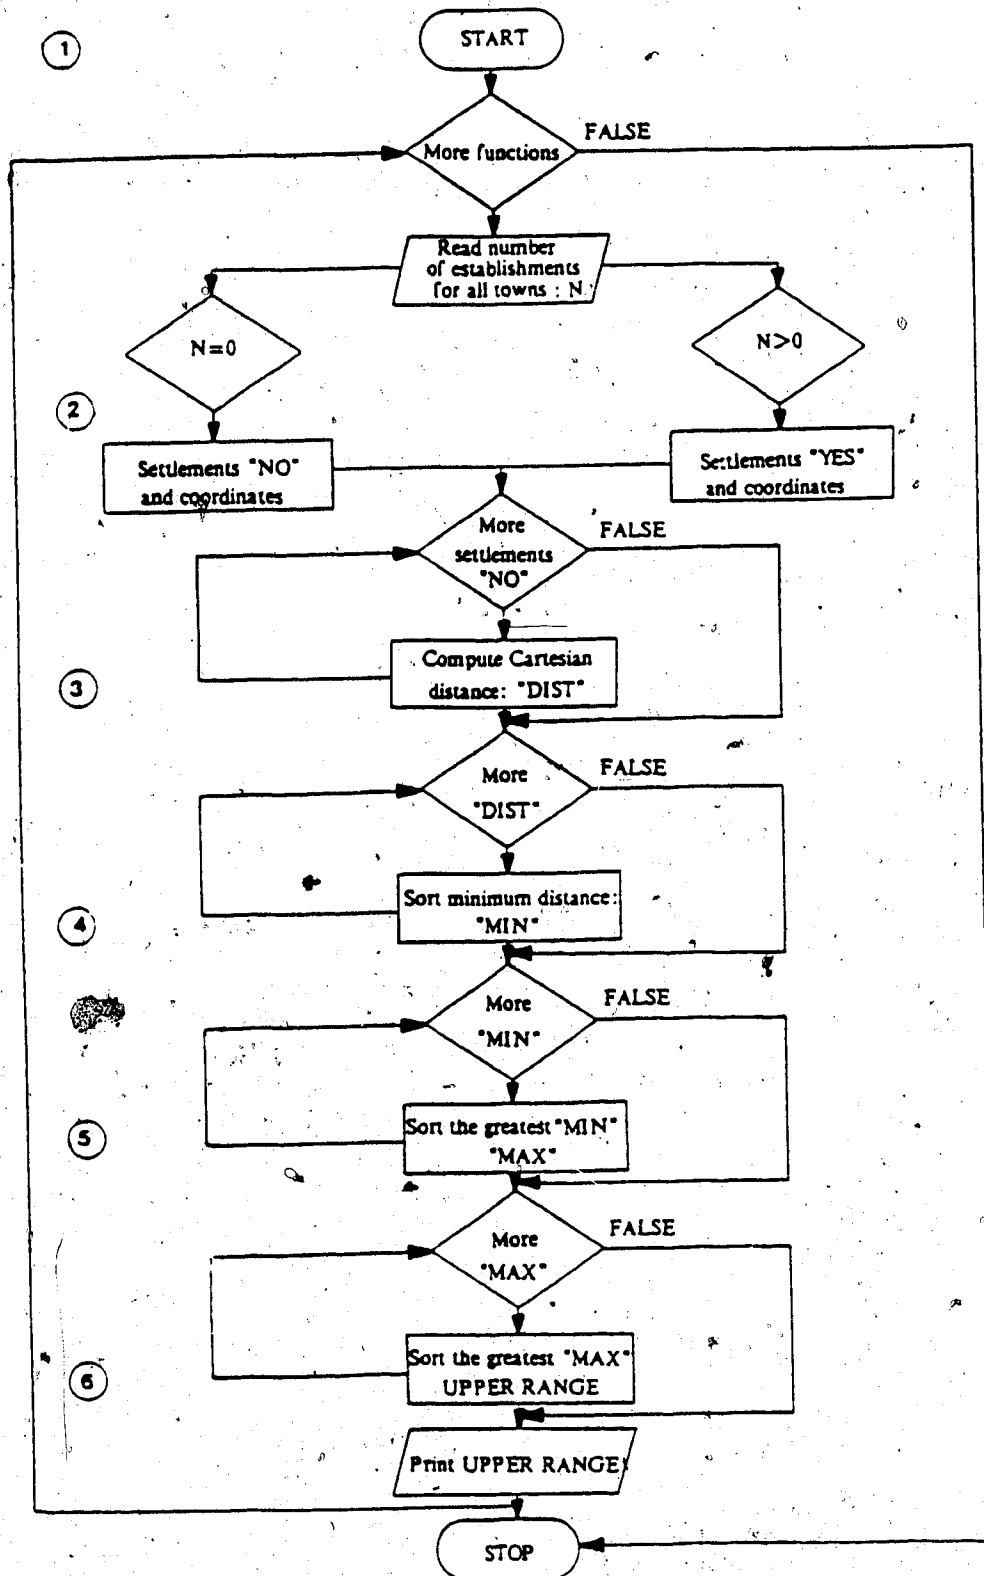 1
START
FALSE
More functions
Read number
of establishments
for all towns : N
N=0
N>0
2
Settlements "NO"
and coordinates
Settlements "YES"
and coordinates
More
settlements
"NO"
FALSE
3
Compute Cartesian
distance: "DIST"
More
"DIST"
FALSE
4
Sort minimum distance:
"MIN"
More
"MIN"
FALSE
5
Sort the greatest "MIN"
"MAX"
More
"MAX"
FALSE
6
Sort the greatest "MAX"
UPPER RANGE
Print UPPER RANGE
STOP